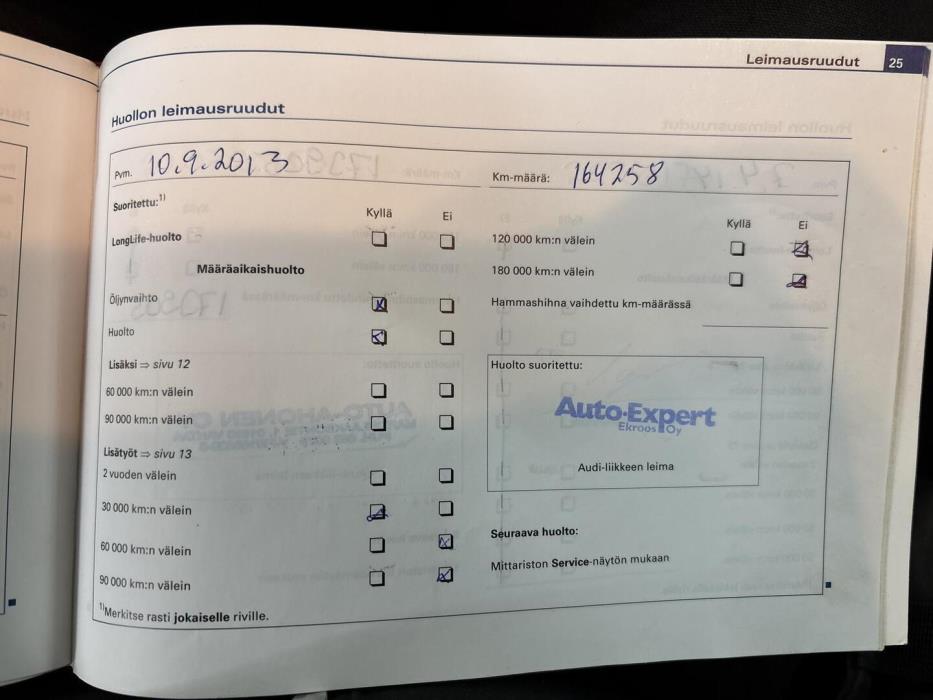 Leimausruudut 25
Huollon leimausruudut
Pvm. 10.9.2013
Km-määrä: 164258
Suoritettu:1)
Kyllä Ei
LongLife-huolto
Määräaikaishuolto
Öljynvaihto
Huolto
Lisäksi ⇒ sivu 12
60 000 km:n välein
90 000 km:n välein
Lisätyöt ⇒ sivu 13
2 vuoden välein
30 000 km:n välein
60 000 km:n välein
90 000 km:n välein
1)Merkitse rasti jokaiselle riville.
Kyllä Ei
120 000 km:n välein
180 000 km:n välein
Hammashihna vaihdettu km-määrässä
Huolto suoritettu:
Auto-Expert
Ekroos Oy
Audi-liikkeen leima
Seuraava huolto:
Mittariston Service-näytön mukaan